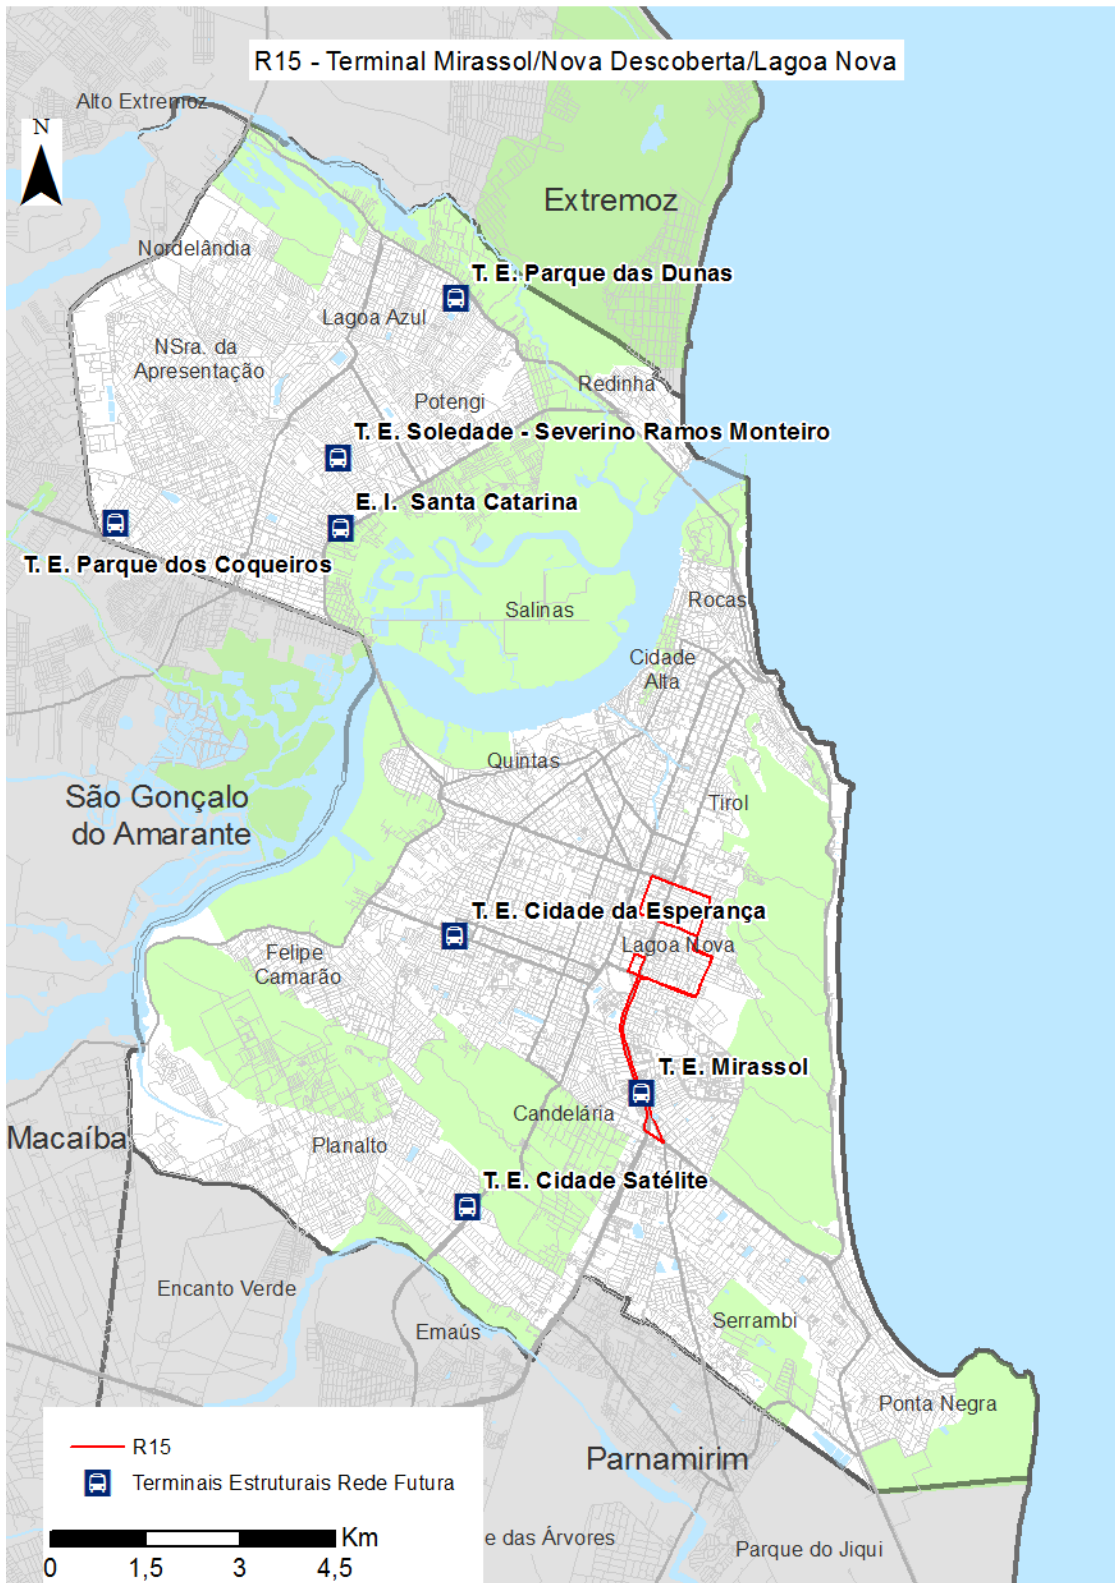 R15 - Terminal Mirassol/Nova Descoberta/Lagoa Nova
Alto Extremoz
N
Extremoz
Nordelândia
T. E. Parque das Dunas
Lagoa Azul
NSra. da
Apresentação
Redinha
Potengi
T. E. Soledade - Severino Ramos Monteiro
E. I. Santa Catarina
T. E. Parque dos Coqueiros
Salinas
Rocas
Cidade
Alta
Quintas
São Gonçalo
do Amarante
Tirol
T. E. Cidade da Esperança
Lagoa Nova
Felipe
Camarão
T. E. Mirassol
Candelária
Macaíba
Planalto
T. E. Cidade Satélite
Encanto Verde
Emaús
Serrambi
Ponta Negra
Parnamirim
R15
Terminais Estruturais Rede Futura
Km
0 1,5 3 4,5
e das Árvores
Parque do Jiqui